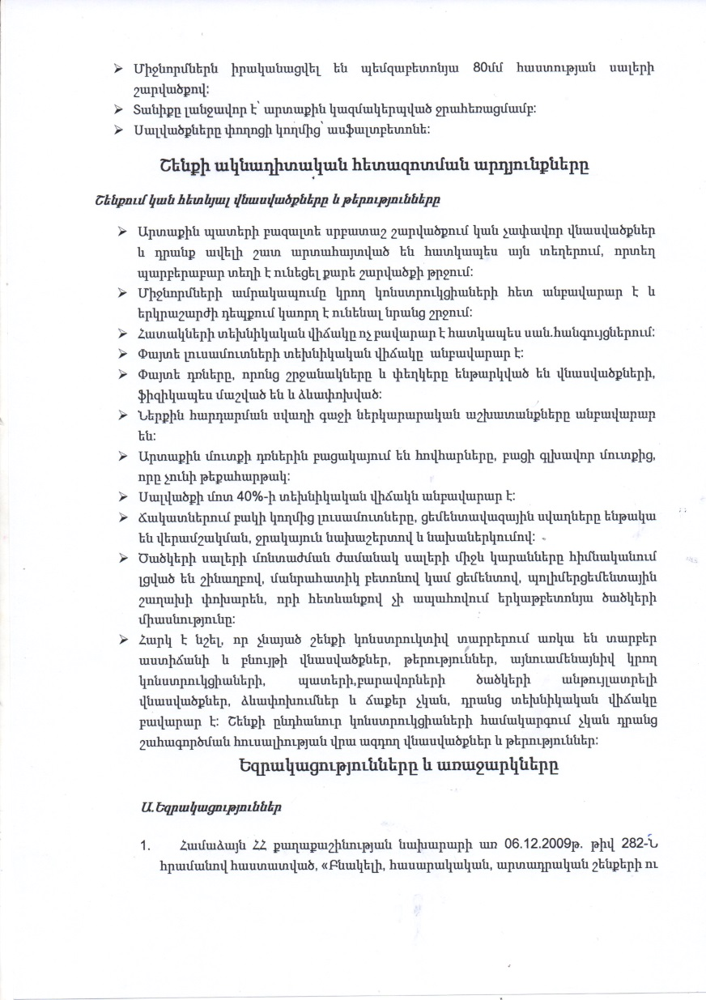 ➢ Միջնորմներն իրականացվել են պեմզաբետոնյա 80մմ հաստության սալերի
շարվածքով:
➢ Տանիքը լանջավոր է՝ արտաքին կազմակերպված ջրահեռացմամբ:
➢ Սալվածքները փողոցի կողմից՝ ասֆալտբետոնե:
Շենքի ակնադիտական հետազոտման արդյունքները
Շենքում կան հետևյալ վնասվածքները և թերությունները
➢ Արտաքին պատերի բազալտե սրբատաշ շարվածքում կան չափավոր վնասվածքներ
և դրանք ավելի շատ արտահայտված են հատկապես այն տեղերում, որտեղ
պարբերաբար տեղի է ունեցել քարե շարվածքի թրջում:
➢ Միջնորմների ամրակապումը կրող կոնստրուկցիաների հետ անբավարար է և
երկրաշարժի դեպքում կաորղ է ունենալ նրանց շրջում:
➢ Հատակների տեխնիկական վիճակը ոչ բավարար է հատկապես սան.հանգույցներում:
➢ Փայտե լուսամուտների տեխնիկական վիճակը անբավարար է:
➢ Փայտե դռները, որոնց շրջանակները և փեղկերը ենթարկված են վնասվածքների,
ֆիզիկապես մաշված են և ձևափոխված:
➢ Ներքին հարդարման սվաղի գաջի ներկարարական աշխատանքները անբավարար
են:
➢ Արտաքին մուտքի դռներին բացակայում են հովհարները, բացի գլխավոր մուտքից,
որը չունի թեքահարթակ:
➢ Սալվածքի մոտ 40%-ի տեխնիկական վիճակն անբավարար է:
➢ Ճակատներում բակի կողմից լուսամուտները, ցեմենտավազային սվաղները ենթակա
են վերամշակման, ջրակայուն նախաշերտով և նախաներկումով:
➢ Ծածկերի սալերի մոնտաժման ժամանակ սալերի միջև կարանները հիմնականում
լցված են շինաղբով, մանրահատիկ բետոնով կամ ցեմենտով, պոլիմերցեմենտային
շաղախի փոխարեն, որի հետևանքով չի ապահովում երկաթբետոնյա ծածկերի
միասնությունը:
➢ Հարկ է նշել, որ չնայած շենքի կոնստրուկտիվ տարրերում առկա են տարբեր
աստիճանի և բնույթի վնասվածքներ, թերություններ, այնուամենայնիվ կրող
կոնստրուկցիաների, պատերի,բարավորների ծածկերի անթույլատրելի
վնասվածքներ, ձևափոխումներ և ճաքեր չկան, դրանց տեխնիկական վիճակը
բավարար է: Շենքի ընդհանուր կոնստրուկցիաների համակարգում չկան դրանց
շահագործման հուսալիության վրա ազդող վնասվածքներ և թերություններ:
Եզրակացությունները և առաջարկները
Ա.Եզրակացություններ
1. Համաձայն ՀՀ քաղաքաշինության նախարարի առ 06.12.2009թ. թիվ 282-Ն
հրամանով հաստատված, «Բնակելի, հասարակական, արտադրական շենքերի ու